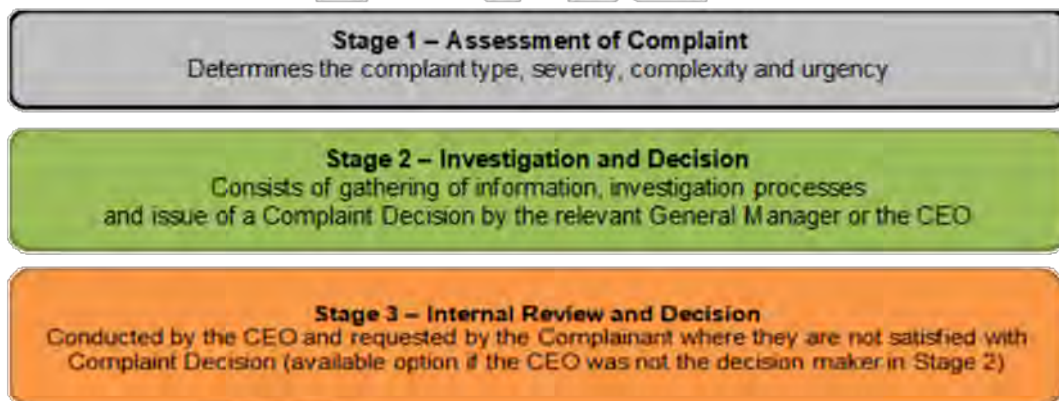 Stage 1 – Assessment of Complaint
Determines the complaint type, severity, complexity and urgency
Stage 2 – Investigation and Decision
Consists of gathering of information, investigation processes
and issue of a Complaint Decision by the relevant General Manager or the CEO
Stage 3 – Internal Review and Decision
Conducted by the CEO and requested by the Complainant where they are not satisfied with
Complaint Decision (available option if the CEO was not the decision maker in Stage 2)